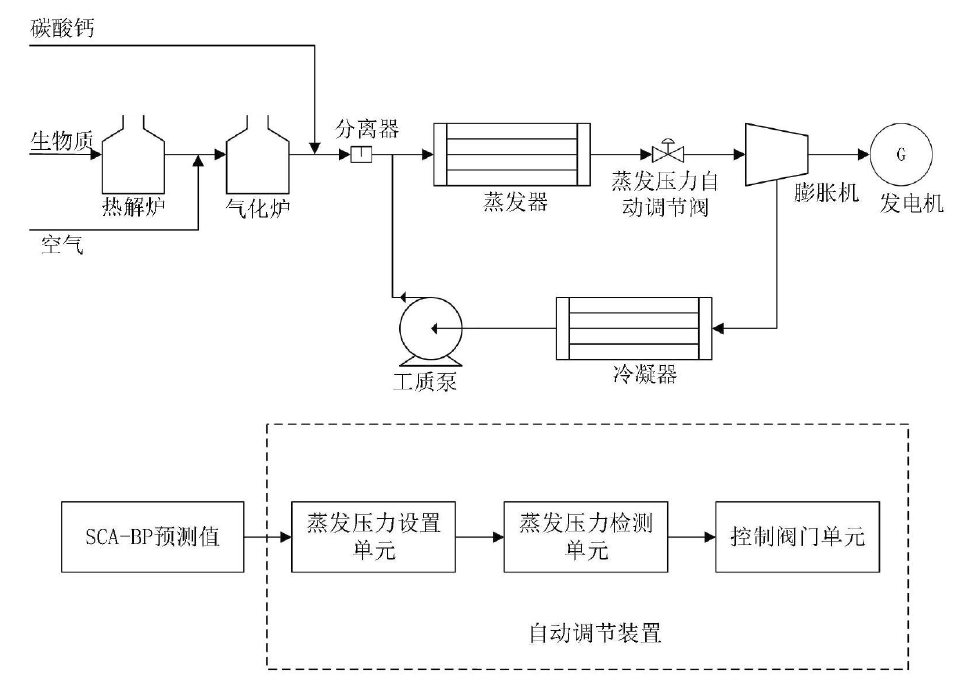 碳酸钙
生物质
热解炉
空气
气化炉
分离器
蒸发器
蒸发压力自
动调节阀
膨胀机
G
发电机
工质泵
冷凝器
SCA-BP预测值
蒸发压力设置
单元
蒸发压力检测
单元
控制阀门单元
自动调节装置